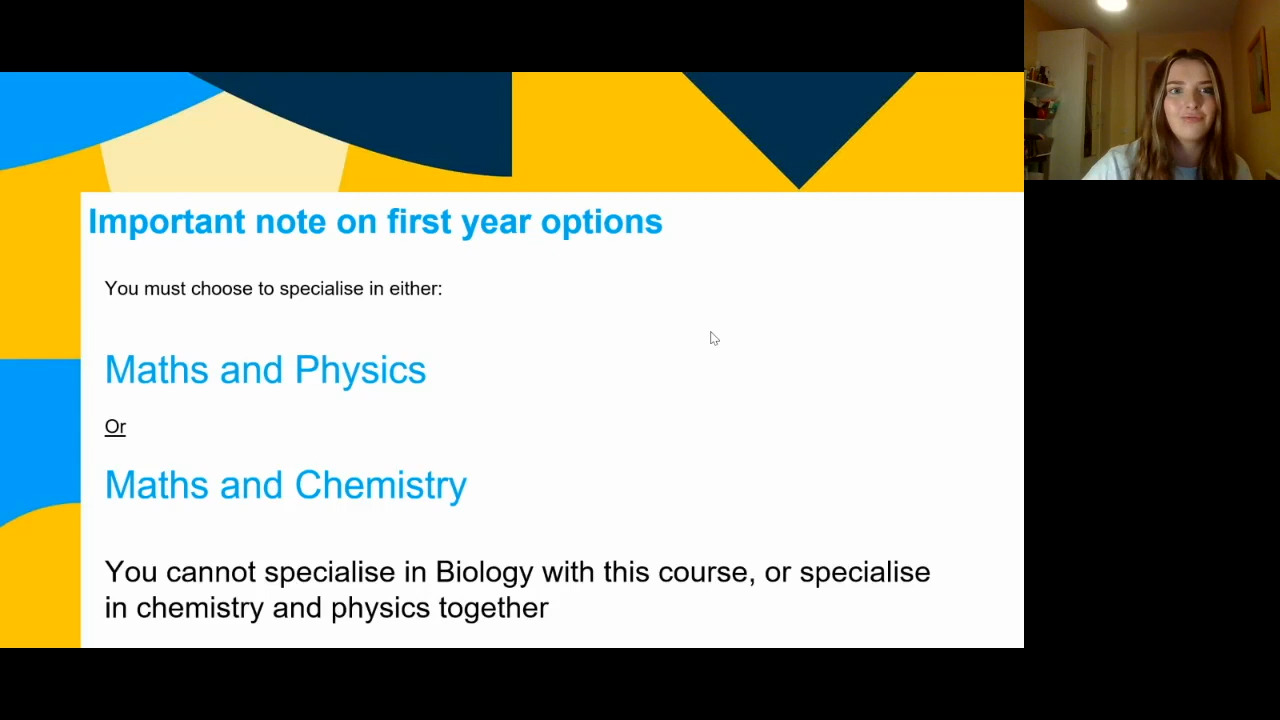 Important note on first year options
You must choose to specialise in either:
Maths and Physics
Or
Maths and Chemistry
You cannot specialise in Biology with this course, or specialise
in chemistry and physics together